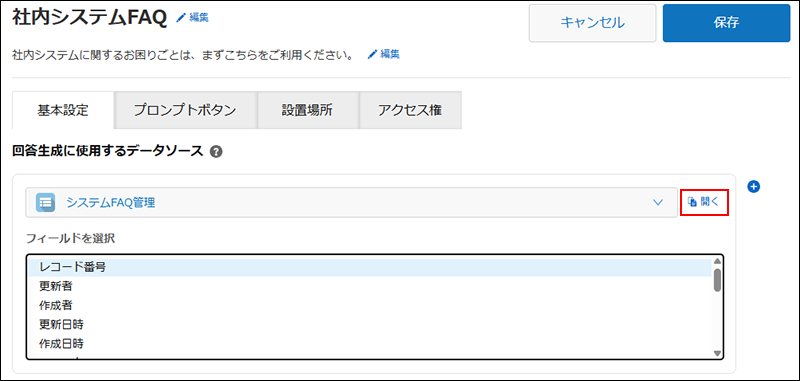 社内システムFAQ 編集
キャンセル
保存
社内システムに関するお困りごとは、まずこちらをご利用ください。 編集
基本設定
プロンプトボタン
設置場所
アクセス権
回答生成に使用するデータソース ?
システムFAQ管理
開く
フィールドを選択
レコード番号
更新者
作成者
更新日時
作成日時